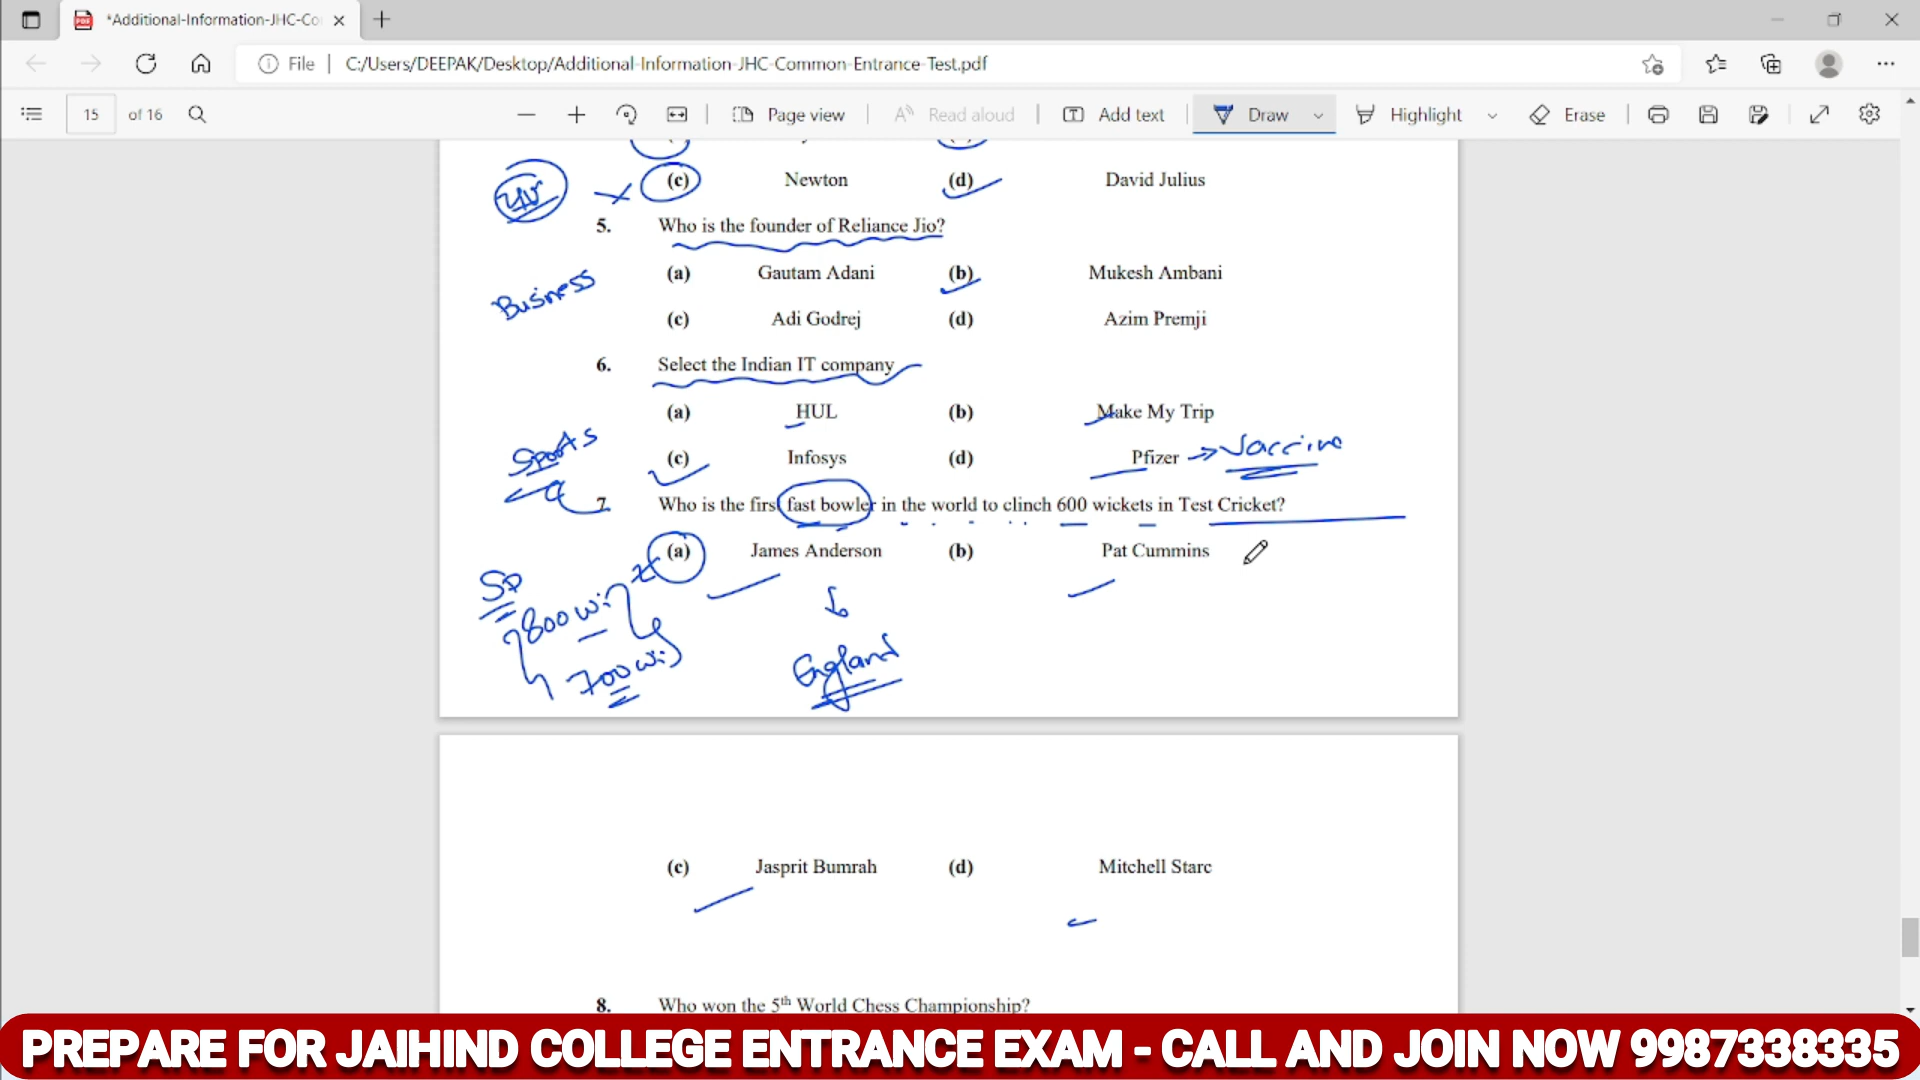 *Additional-Information-JHC-Co
File | C:/Users/DEEPAK/Desktop/Additional-Information-JHC-Common-Entrance-Test.pdf
15 of 16 Page view Read aloud Add text Draw Highlight Erase
(c) Newton (d) David Julius
5. Who is the founder of Reliance Jio?
(a) Gautam Adani (b) Mukesh Ambani
Business
(c) Adi Godrej (d) Azim Premji
6. Select the Indian IT company
(a) HUL (b) Make My Trip
Sports
(c) Infosys (d) Pfizer → Vaccine
7. Who is the first fast bowler in the world to clinch 600 wickets in Test Cricket?
(a) James Anderson (b) Pat Cummins
SP
800 wi
700 wi
England
(c) Jasprit Bumrah (d) Mitchell Starc
8. Who won the 5th World Chess Championship?
PREPARE FOR JAIHIND COLLEGE ENTRANCE EXAM - CALL AND JOIN NOW 9987338335